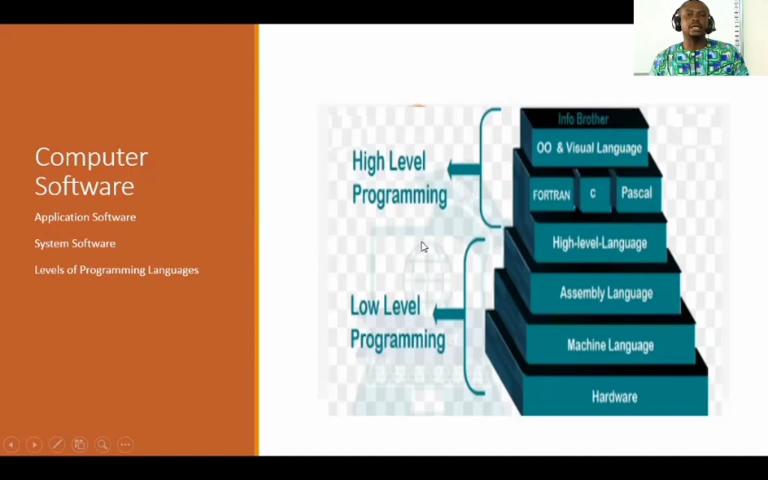 Computer
Software
Application Software
System Software
Levels of Programming Languages
High Level
Programming
Low Level
Programming
Info Brother
OO & Visual Language
FORTRAN
c
Pascal
High-level-Language
Assembly Language
Machine Language
Hardware